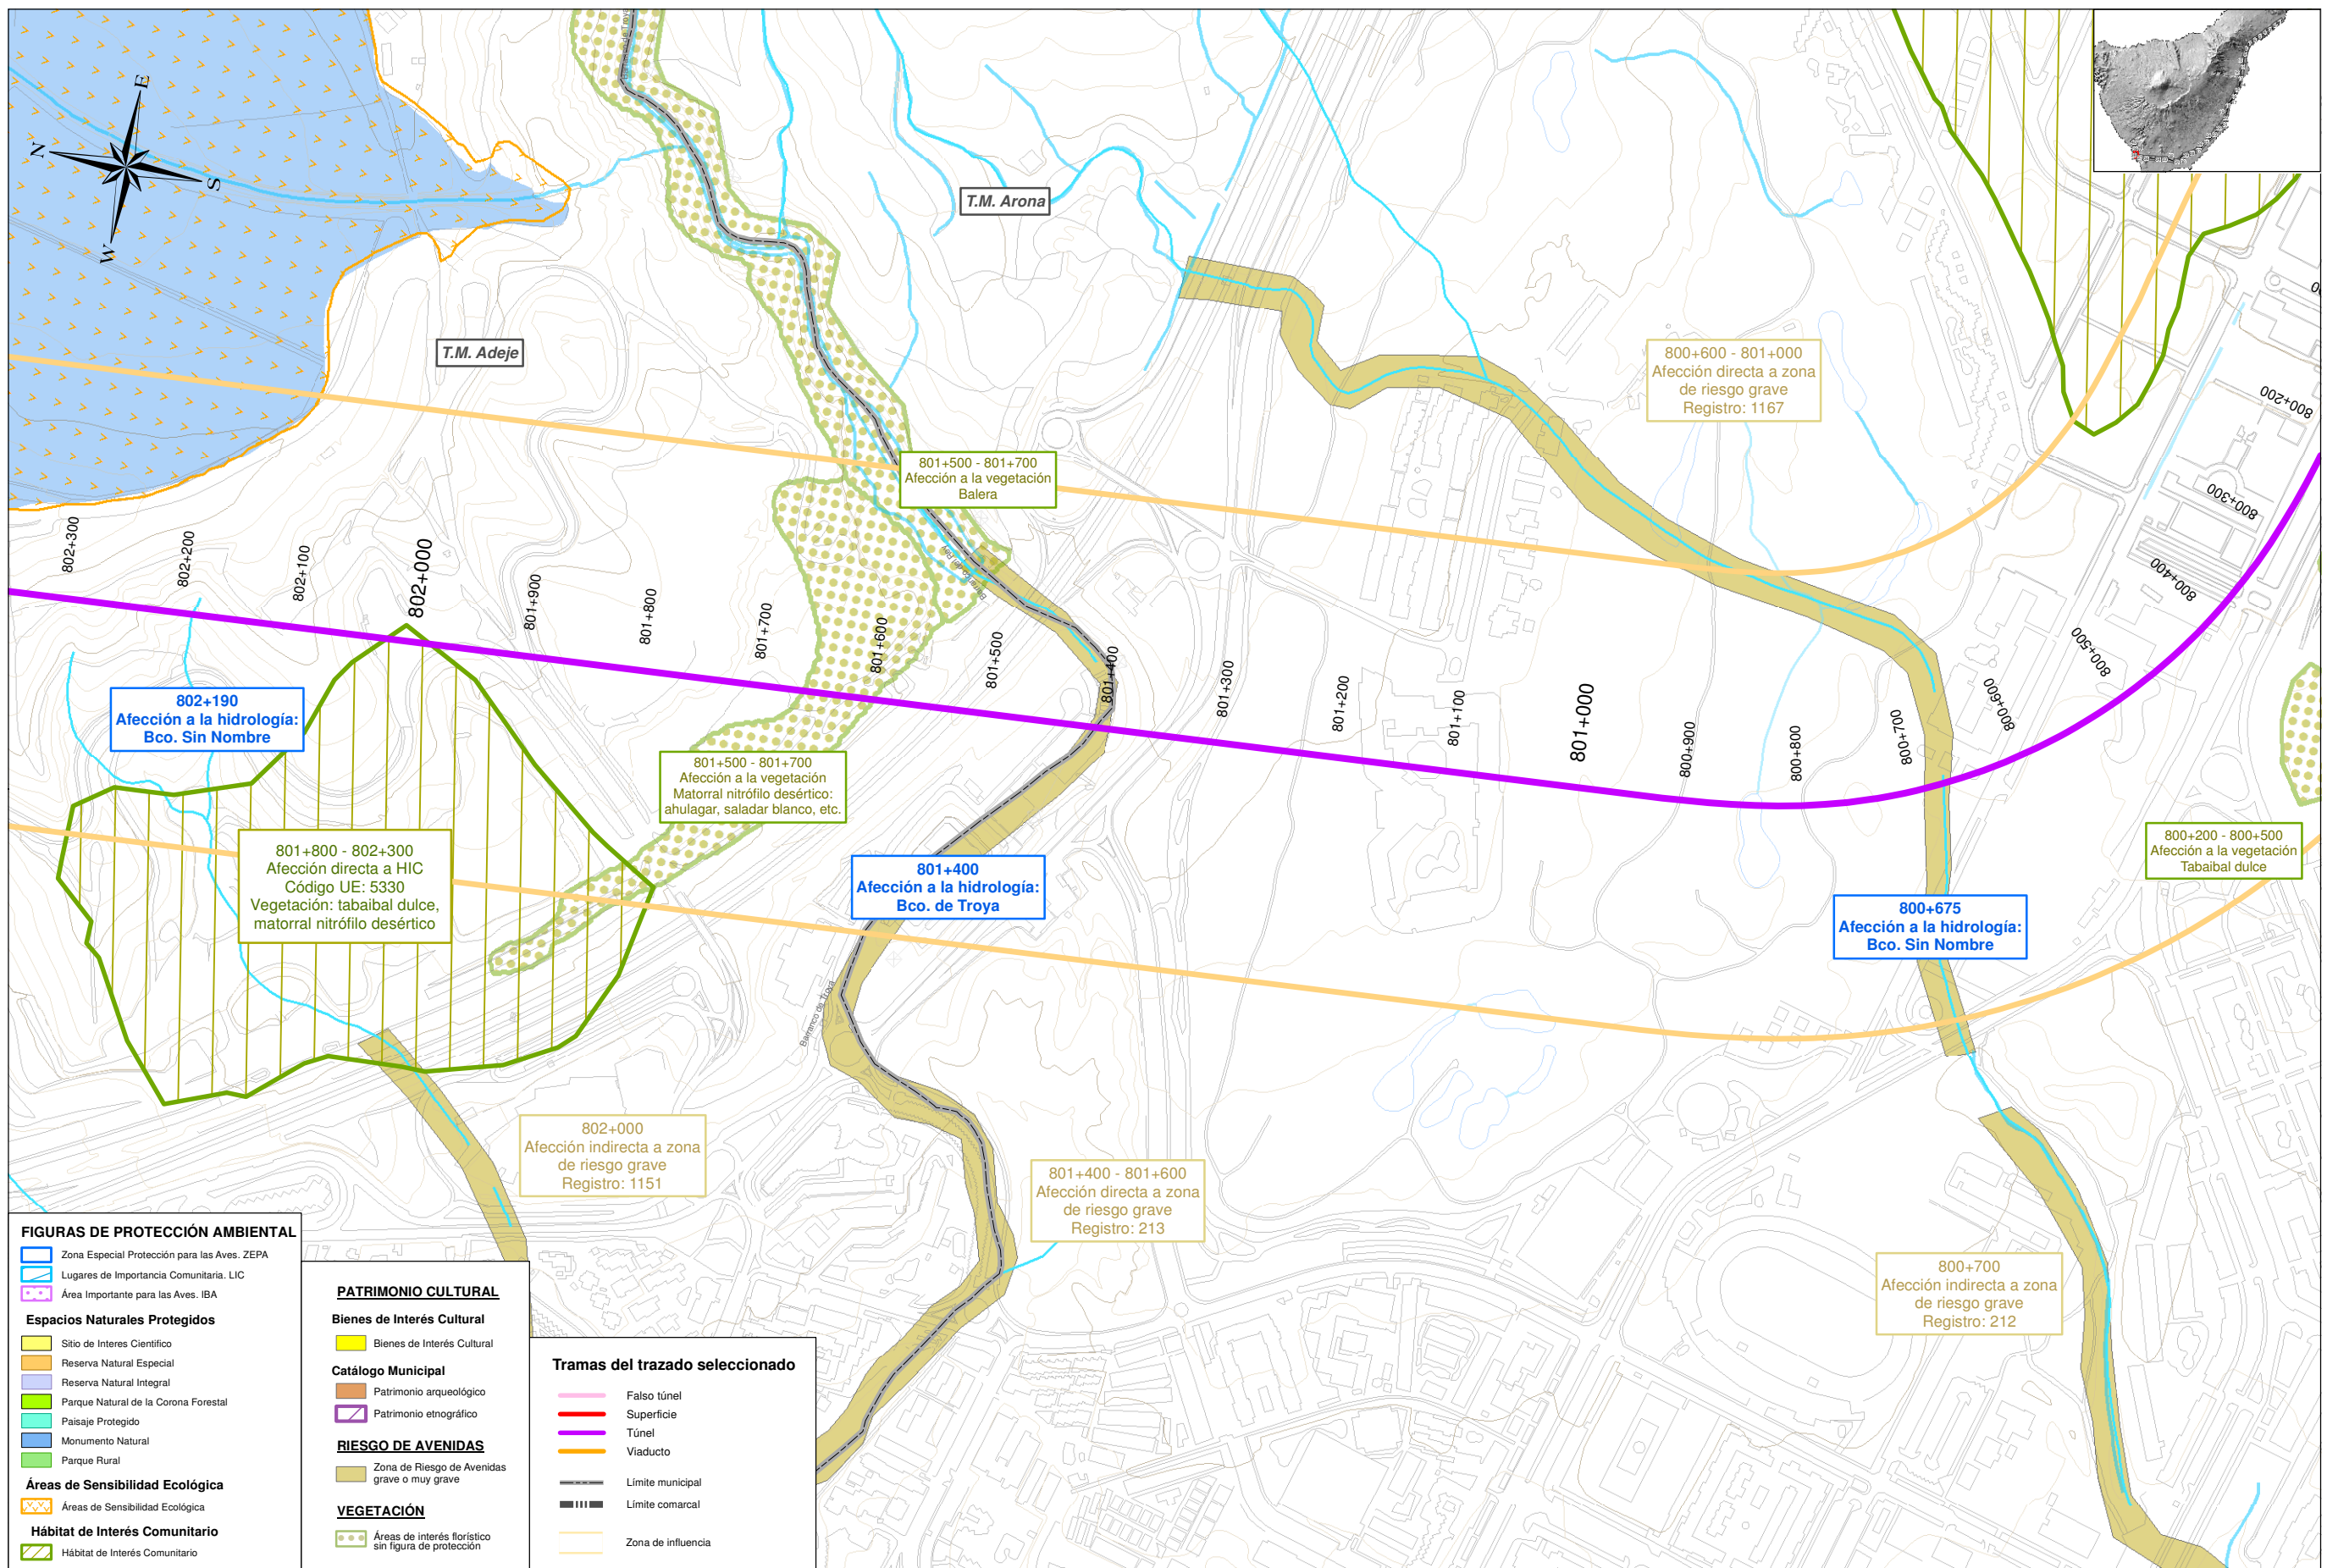 Barranco de Troya
E
N
S
W
T.M. Arona
T.M. Adeje
800+600 - 801+000
Afección directa a zona
de riesgo grave
Registro: 1167
800+200
800+300
800+400
800+500
800+600
800+700
800+800
800+900
801+000
801+100
801+200
801+300
801+400
801+500
801+600
801+700
801+800
801+900
802+000
802+100
802+200
802+300
801+500 - 801+700
Afección a la vegetación
Balera
Barranco del Rey
802+190
Afección a la hidrología:
Bco. Sin Nombre
801+500 - 801+700
Afección a la vegetación
Matorral nitrófilo desértico:
ahulagar, saladar blanco, etc.
801+800 - 802+300
Afección directa a HIC
Código UE: 5330
Vegetación: tabaibal dulce,
matorral nitrófilo desértico
801+400
Afección a la hidrología:
Bco. de Troya
800+200 - 800+500
Afección a la vegetación
Tabaibal dulce
800+675
Afección a la hidrología:
Bco. Sin Nombre
Barranco de Troya
802+000
Afección indirecta a zona
de riesgo grave
Registro: 1151
801+400 - 801+600
Afección directa a zona
de riesgo grave
Registro: 213
800+700
Afección indirecta a zona
de riesgo grave
Registro: 212
FIGURAS DE PROTECCIÓN AMBIENTAL
Zona Especial Protección para las Aves. ZEPA
Lugares de Importancia Comunitaria. LIC
Área Importante para las Aves. IBA
Espacios Naturales Protegidos
Sitio de Interes Cientifico
Reserva Natural Especial
Reserva Natural Integral
Parque Natural de la Corona Forestal
Paisaje Protegido
Monumento Natural
Parque Rural
Áreas de Sensibilidad Ecológica
Áreas de Sensibilidad Ecológica
Hábitat de Interés Comunitario
Hábitat de Interés Comunitario
PATRIMONIO CULTURAL
Bienes de Interés Cultural
Bienes de Interés Cultural
Catálogo Municipal
Patrimonio arqueológico
Patrimonio etnográfico
RIESGO DE AVENIDAS
Zona de Riesgo de Avenidas
grave o muy grave
VEGETACIÓN
Áreas de interés florístico
sin figura de protección
Tramas del trazado seleccionado
Falso túnel
Superficie
Túnel
Viaducto
Límite municipal
Límite comarcal
Zona de influencia